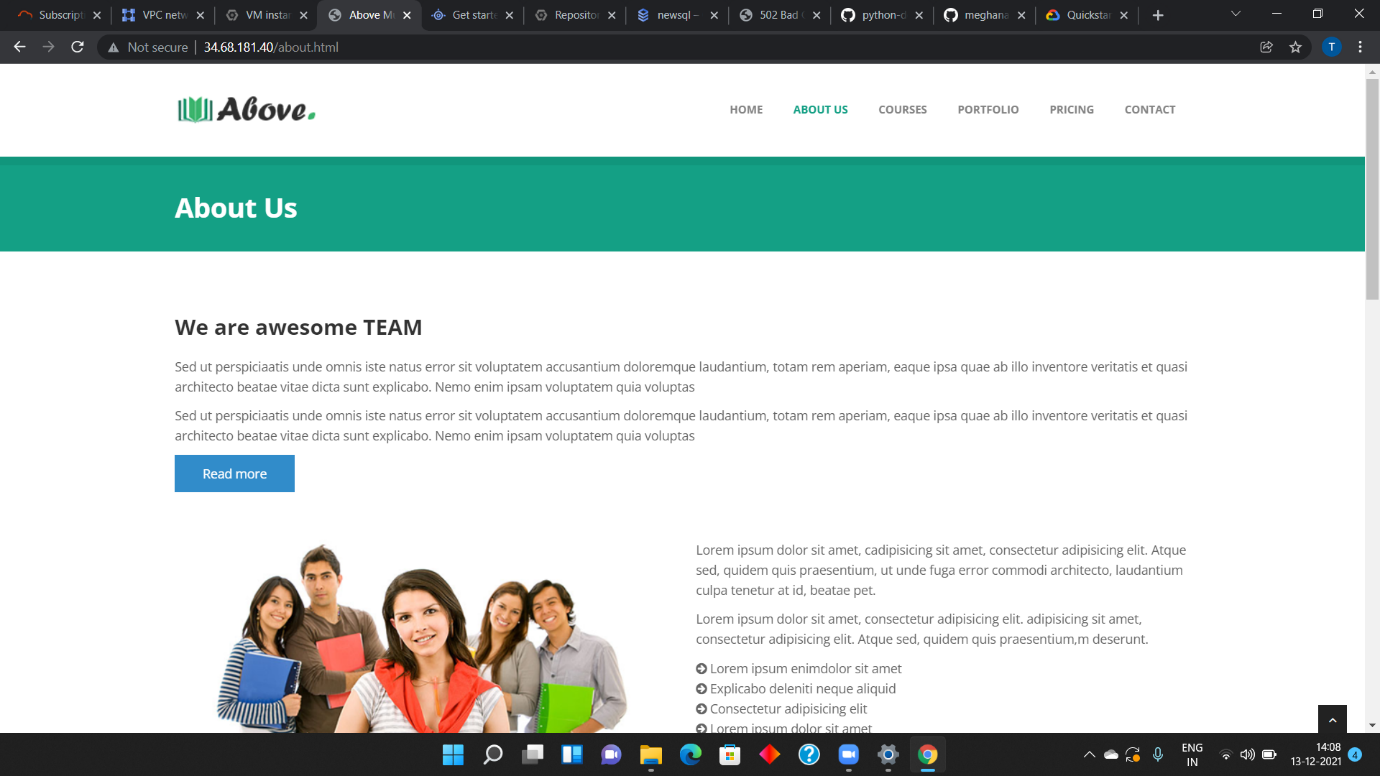 Subscripti
VPC netw
VM instan
Above Mu
Get starte
Repositor
newsql –
502 Bad G
python-d
meghana
Quickstar
Not secure
34.68.181.40/about.html
T
Above.
HOME
ABOUT US
COURSES
PORTFOLIO
PRICING
CONTACT
About Us
We are awesome TEAM
Sed ut perspiciaatis unde omnis iste natus error sit voluptatem accusantium doloremque laudantium, totam rem aperiam, eaque ipsa quae ab illo inventore veritatis et quasi
architecto beatae vitae dicta sunt explicabo. Nemo enim ipsam voluptatem quia voluptas
Sed ut perspiciaatis unde omnis iste natus error sit voluptatem accusantium doloremque laudantium, totam rem aperiam, eaque ipsa quae ab illo inventore veritatis et quasi
architecto beatae vitae dicta sunt explicabo. Nemo enim ipsam voluptatem quia voluptas
Read more
Lorem ipsum dolor sit amet, cadipisicing sit amet, consectetur adipisicing elit. Atque
sed, quidem quis praesentium, ut unde fuga error commodi architecto, laudantium
culpa tenetur at id, beatae pet.
Lorem ipsum dolor sit amet, consectetur adipisicing elit. adipisicing sit amet,
consectetur adipisicing elit. Atque sed, quidem quis praesentium,m deserunt.
Lorem ipsum enimdolor sit amet
Explicabo deleniti neque aliquid
Consectetur adipisicing elit
Lorem ipsum dolor sit amet
ENG
IN
14:08
13-12-2021
4